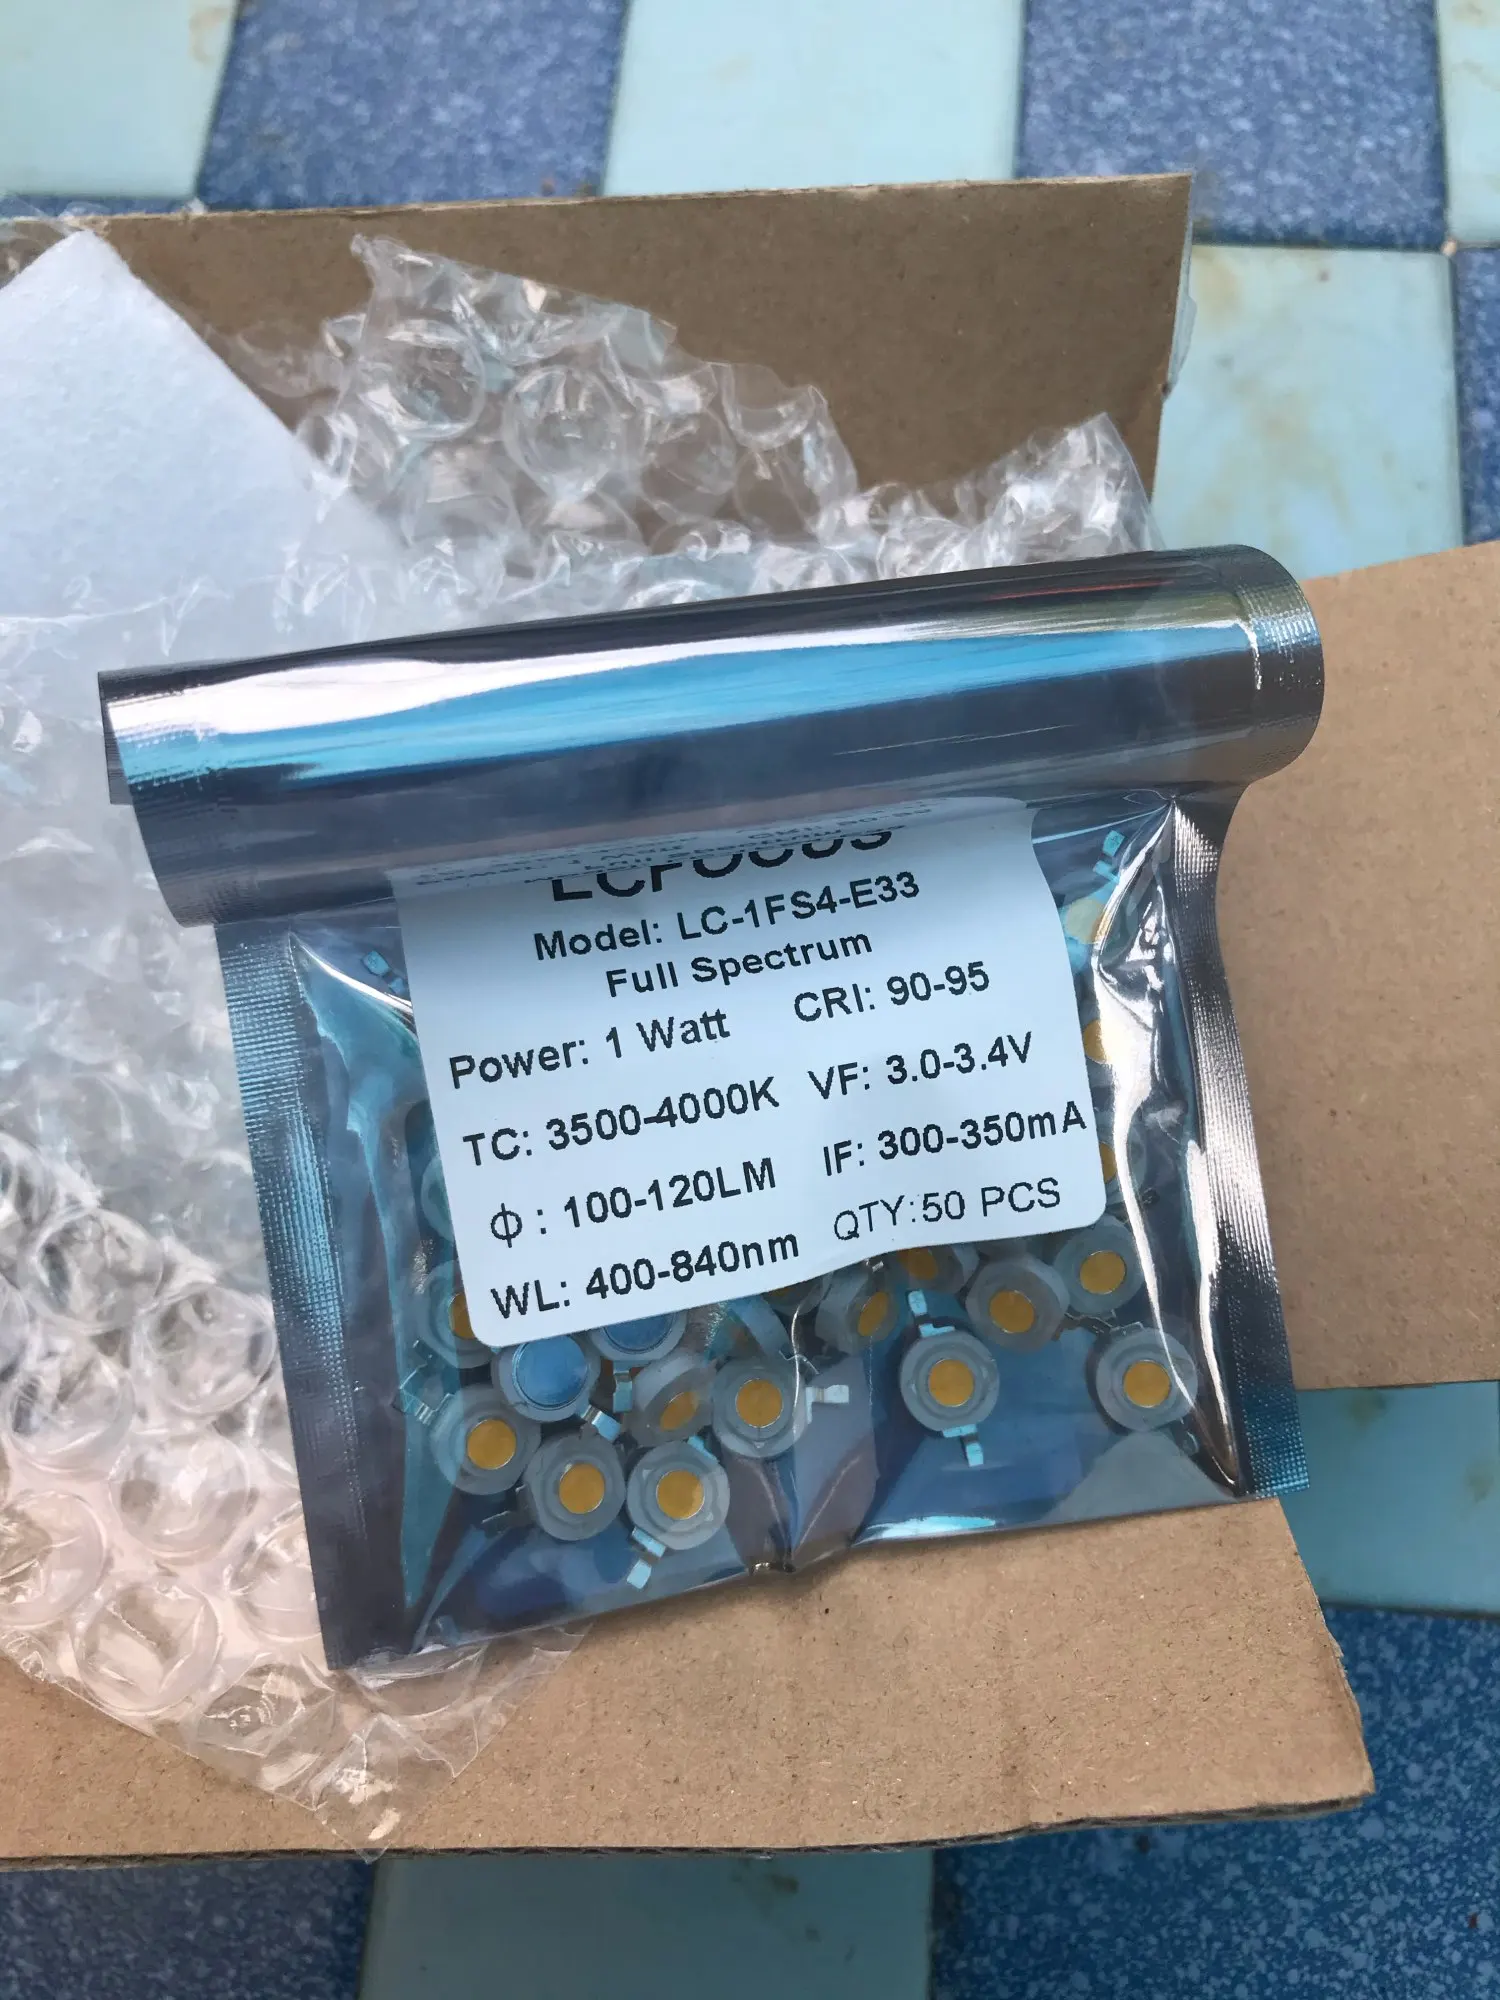 LCFOCUS
Model: LC-1FS4-E33
Full Spectrum
Power: 1 Watt CRI: 90-95
TC: 3500-4000K VF: 3.0-3.4V
Φ : 100-120LM IF: 300-350mA
WL: 400-840nm QTY:50 PCS